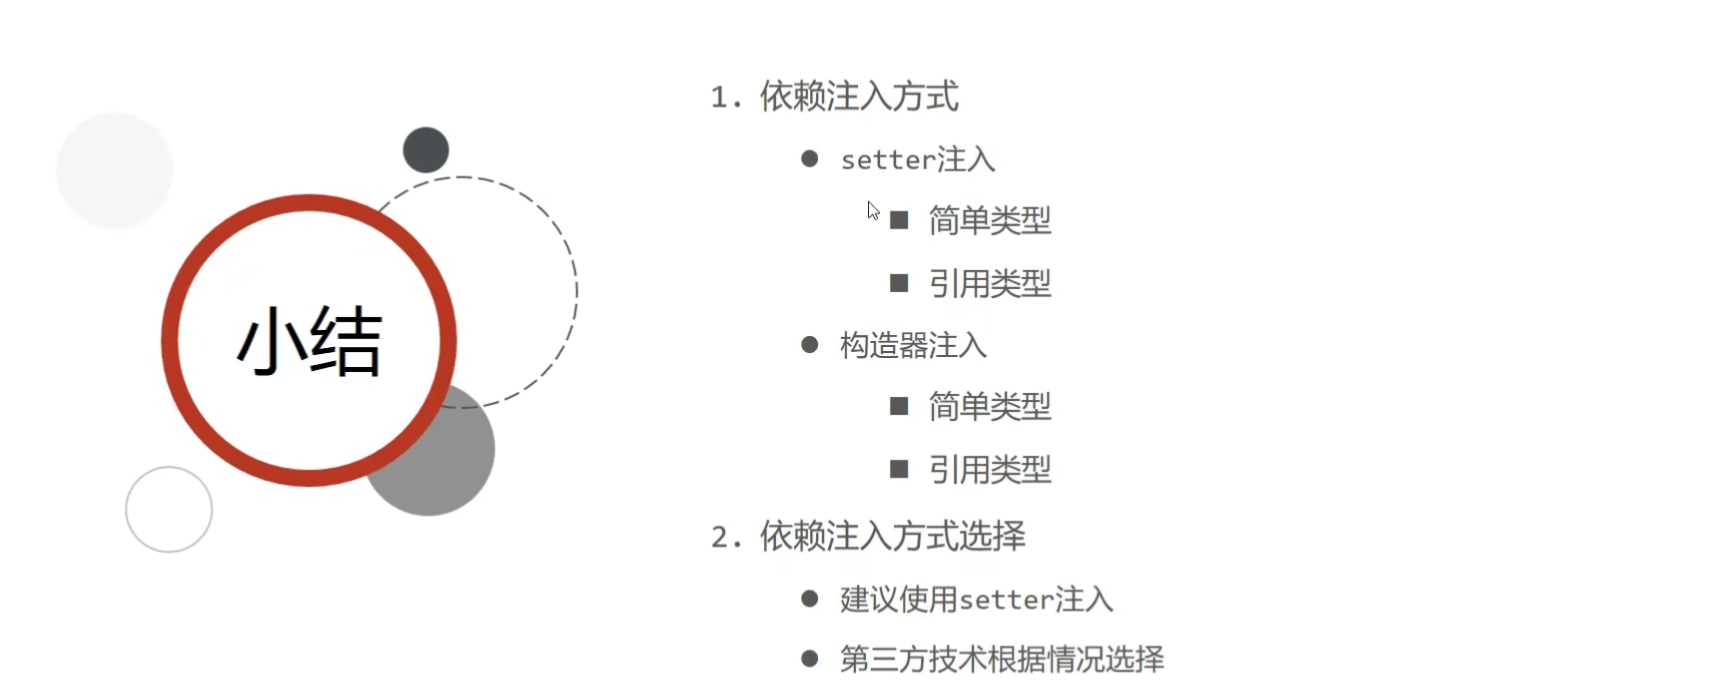 小结
1. 依赖注入方式
● setter注入
■ 简单类型
■ 引用类型
● 构造器注入
■ 简单类型
■ 引用类型
2. 依赖注入方式选择
● 建议使用setter注入
● 第三方技术根据情况选择